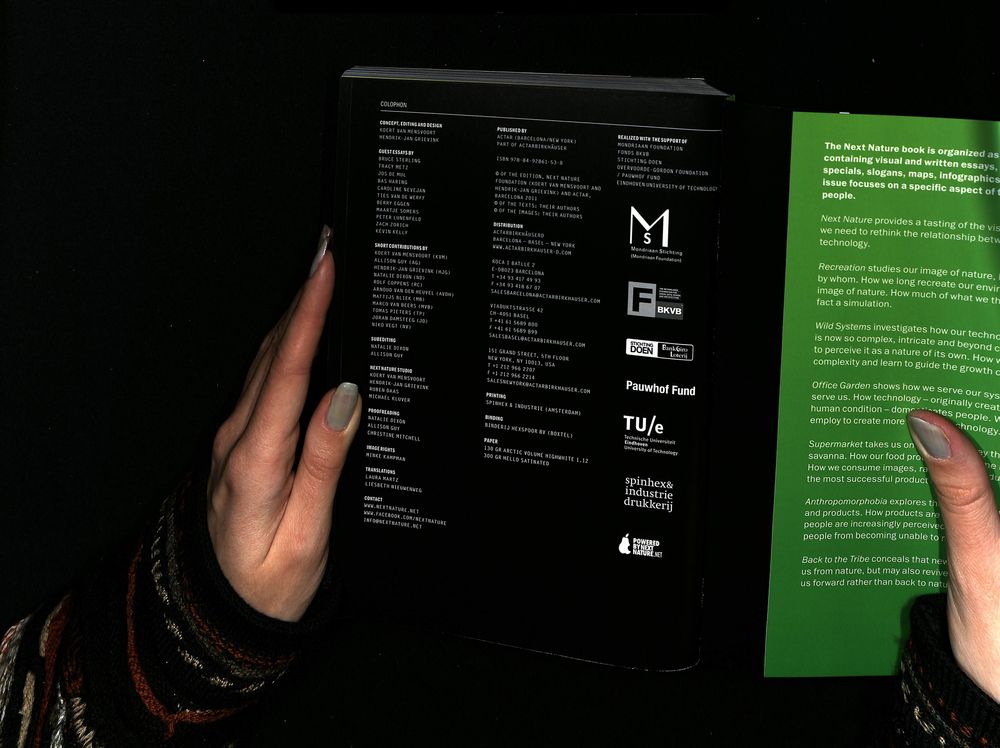 COLOPHON
CONCEPT, EDITING AND DESIGN
KOERT VAN MENSVOORT
HENDRIK-JAN GRIEVINK
GUEST ESSAYS BY
BRUCE STERLING
TRACY METZ
JOS DE MUL
BAS HARING
CAROLINE NEVEJAN
TIES VAN DE WERFF
BERRY EGGEN
MAARTJE SOMERS
PETER LUNENFELD
ZACH ZORICH
KEVIN KELLY
SHORT CONTRIBUTIONS BY
KOERT VAN MENSVOORT (KVM)
ALLISON GUY (AG)
HENDRIK-JAN GRIEVINK (HJG)
NATALIE DIXON (ND)
ROLF COPPENS (RC)
ARNOUD VAN DEN HEUVEL (AVDH)
MATTIJS BLIEK (MB)
MARCO VAN BEERS (MVB)
TOMAS PIETERS (TP)
JORAN DAMSTEEG (JD)
NIKO VEGT (NV)
SUBEDITING
NATALIE DIXON
ALLISON GUY
NEXT NATURE STUDIO
KOERT VAN MENSVOORT
HENDRIK-JAN GRIEVINK
RUBEN DAAS
MICHAEL KLUVER
PROOFREADING
NATALIE DIXON
ALLISON GUY
CHRISTINE MITCHELL
IMAGE RIGHTS
MINKE KAMPMAN
TRANSLATIONS
LAURA MARTZ
LIESBETH NIEUWENWEG
CONTACT
WWW.NEXTNATURE.NET
WWW.FACEBOOK.COM/NEXTNATURE
INFO@NEXTNATURE.NET
PUBLISHED BY
ACTAR (BARCELONA/NEW YORK)
PART OF ACTARBIRKHÄUSER
ISBN 978-84-92861-53-8
© OF THE EDITION, NEXT NATURE
FOUNDATION (KOERT VAN MENSVOORT AND
HENDRIK-JAN GRIEVINK) AND ACTAR,
BARCELONA 2011
© OF THE TEXTS: THEIR AUTHORS
© OF THE IMAGES: THEIR AUTHORS
DISTRIBUTION
ACTARBIRKHÄUSERD
BARCELONA – BASEL – NEW YORK
WWW.ACTARBIRKHAUSER-D.COM
ROCA I BATLLE 2
E-08023 BARCELONA
T +34 93 417 49 93
F +34 93 418 67 07
SALESBARCELONA@ACTARBIRKHAUSER.COM
VIADUKTSTRASSE 42
CH-4051 BASEL
T +41 61 5689 800
F +41 61 5689 899
SALESBASEL@ACTARBIRKHAUSER.COM
151 GRAND STREET, 5TH FLOOR
NEW YORK, NY 10013, USA
T +1 212 966 2207
F +1 212 966 2214
SALESNEWYORK@ACTARBIRKHAUSER.COM
PRINTING
SPINHEX & INDUSTRIE (AMSTERDAM)
BINDING
BINDERIJ HEXSPOOR BV (BOXTEL)
PAPER
130 GR ARCTIC VOLUME HIGHWHITE 1.12
300 GR HELLO SATINATED
REALIZED WITH THE SUPPORT OF
MONDRIAAN FOUNDATION
FONDS BKVB
STICHTING DOEN
OVERVOORDE-GORDON FOUNDATION
/ PAUWHOF FUND
EINDHOVEN UNIVERSITY OF TECHNOLOGY
MS
Mondriaan Stichting
(Mondriaan Foundation)
F BKVB
STICHTING
DOEN
BankGiro
Loterij
Pauwhof Fund
TU/e
Technische Universiteit
Eindhoven
University of Technology
spinhex&
industrie
drukkerij
POWERED
BY NEXT
NATURE.NET
The Next Nature book is organized as
containing visual and written essays,
specials, slogans, maps, infographics
issue focuses on a specific aspect of
people.
Next Nature provides a tasting of the
we need to rethink the relationship
technology.
Recreation studies our image of nature,
by whom. How we long recreate our
image of nature. How much of what we
fact a simulation.
Wild Systems investigates how our
is now so complex, intricate and beyond
to perceive it as a nature of its own. How
complexity and learn to guide the growth
Office Garden shows how we serve our
serve us. How technology – originally
human condition – people. W
employ to create more
Supermarket takes us
savanna. How our food
How we consume images,
the most successful
Anthropomorphobia explores
and products. How products
people are increasingly perceived
people from becoming unable to
Back to the Tribe conceals that new
us from nature, but may also revive
us forward rather than back to